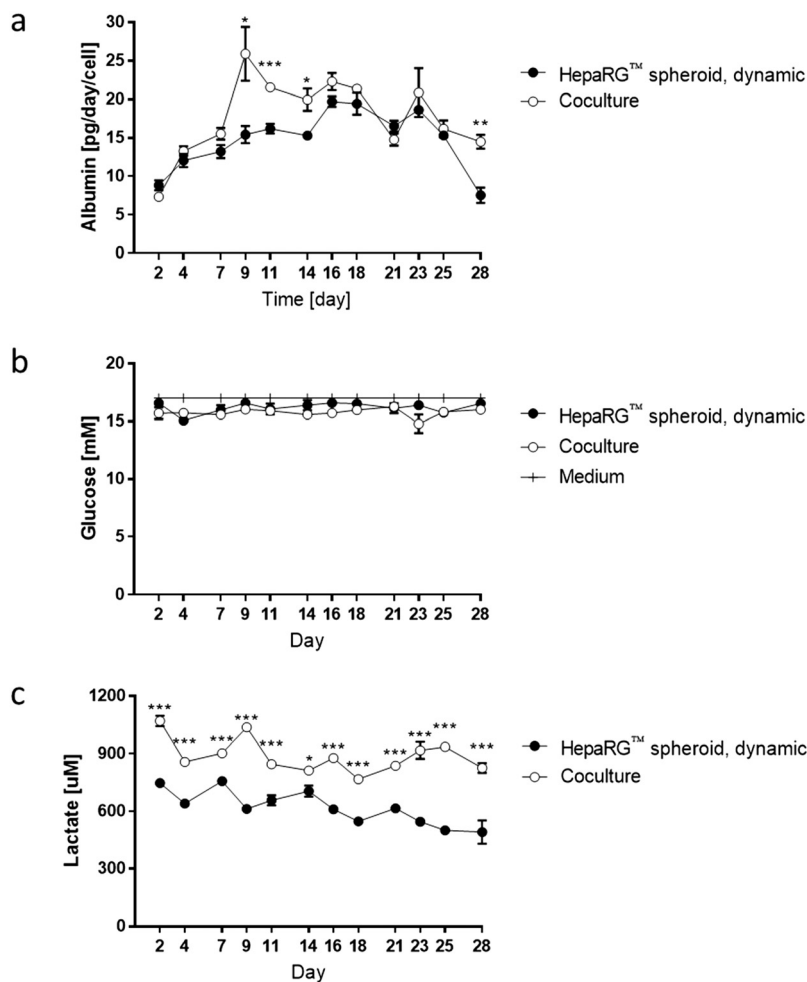 a
Albumin [pg/day/cell]
30
25
20
15
10
5
0
* *** * **
2 4 7 9 11 14 16 18 21 23 25 28
Time [day]
HepaRG™ spheroid, dynamic
Coculture
b
Glucose [mM]
20
15
10
5
0
2 4 7 9 11 14 16 18 21 23 25 28
Day
HepaRG™ spheroid, dynamic
Coculture
Medium
c
Lactate [uM]
1200
900
600
300
0
*** *** *** *** *** * *** *** *** *** *** ***
2 4 7 9 11 14 16 18 21 23 25 28
Day
HepaRG™ spheroid, dynamic
Coculture